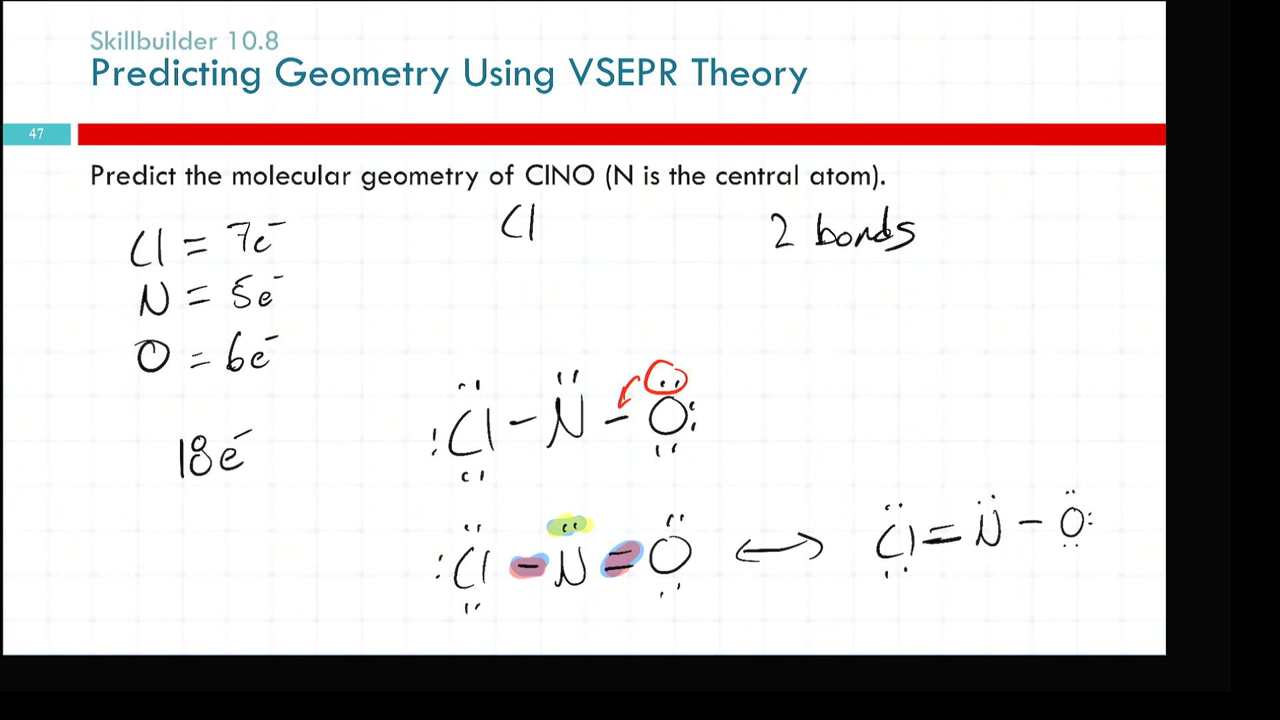 Skillbuilder 10.8
Predicting Geometry Using VSEPR Theory
47
Predict the molecular geometry of ClNO (N is the central atom).
Cl = 7e⁻
N = 5e⁻
O = 6e⁻
18e⁻
Cl
2 bonds
:Cl - N - O:
:Cl - N = O ⟷ Cl = N - O: